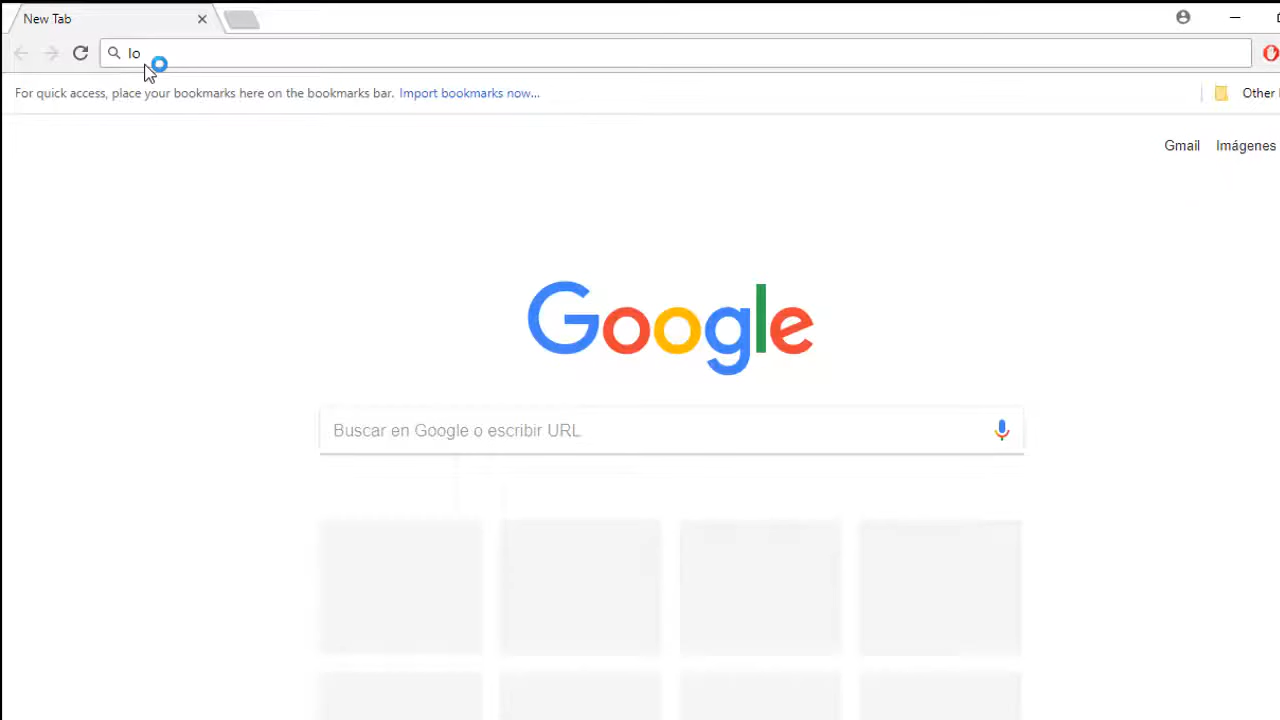 New Tab
lo
For quick access, place your bookmarks here on the bookmarks bar. Import bookmarks now...
Other
Gmail Imágenes
Google
Buscar en Google o escribir URL